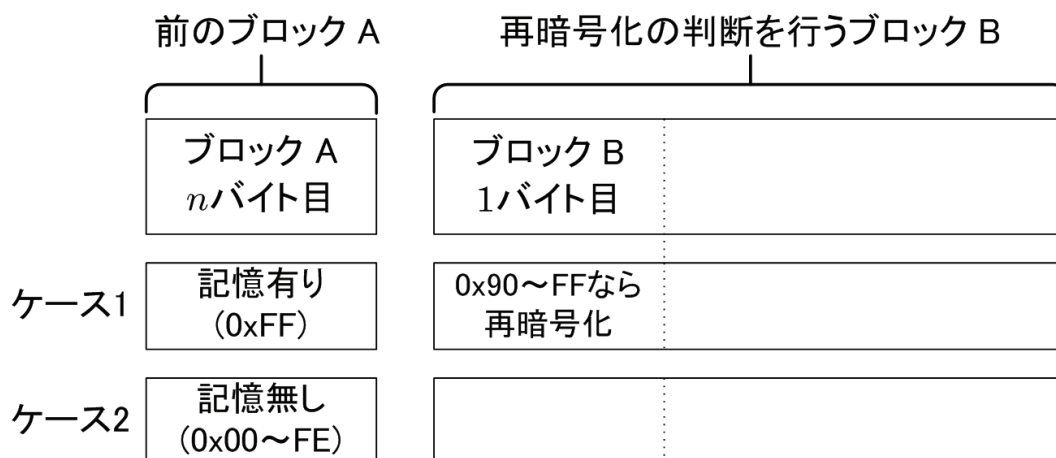 前のブロック A
再暗号化の判断を行うブロック B
ブロック A
nバイト目
ブロック B
1バイト目
ケース1
記憶有り
(0xFF)
0x90～FFなら
再暗号化
ケース2
記憶無し
(0x00～FE)